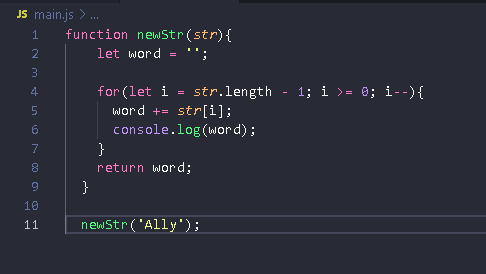 JS main.js > ...
1 function newStr(str){
2 let word = '';
3
4 for(let i = str.length - 1; i >= 0; i--){
5 word += str[i];
6 console.log(word);
7 }
8 return word;
9 }
10
11 newStr('Ally');